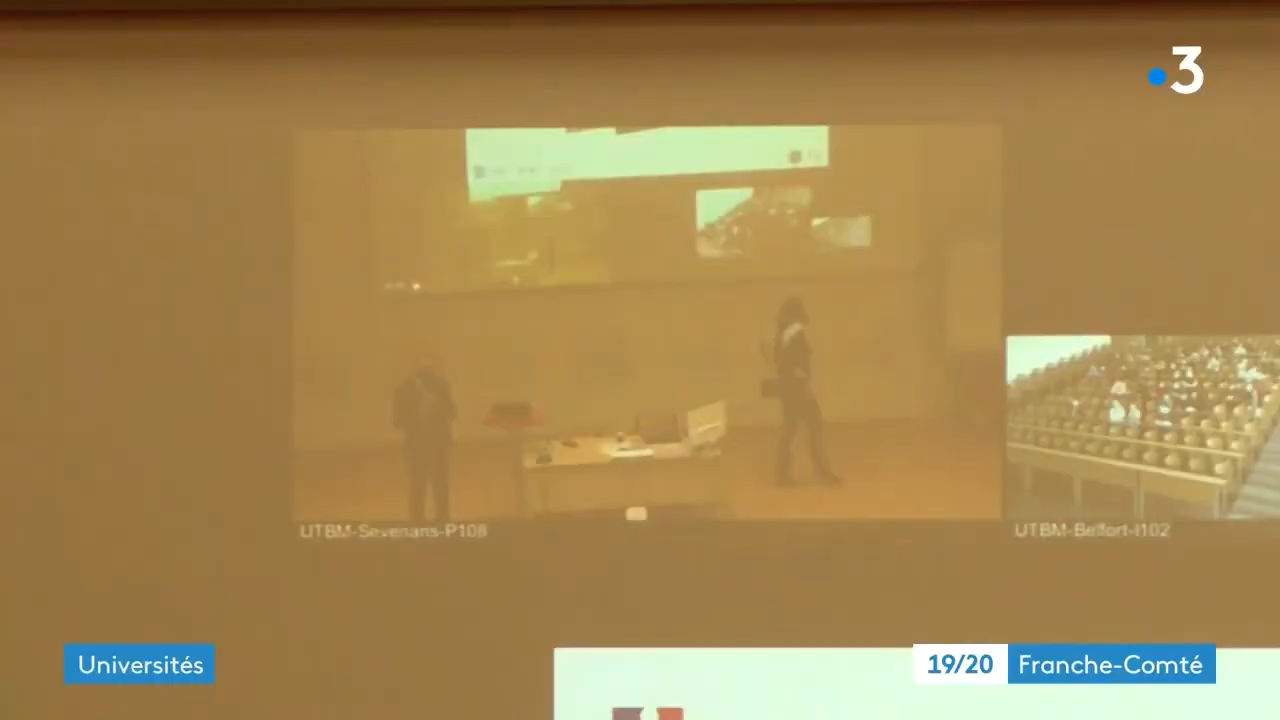 3
UTBM-Sevenans-P108
UTBM-Belfort-I102
Universités
19/20 Franche-Comté